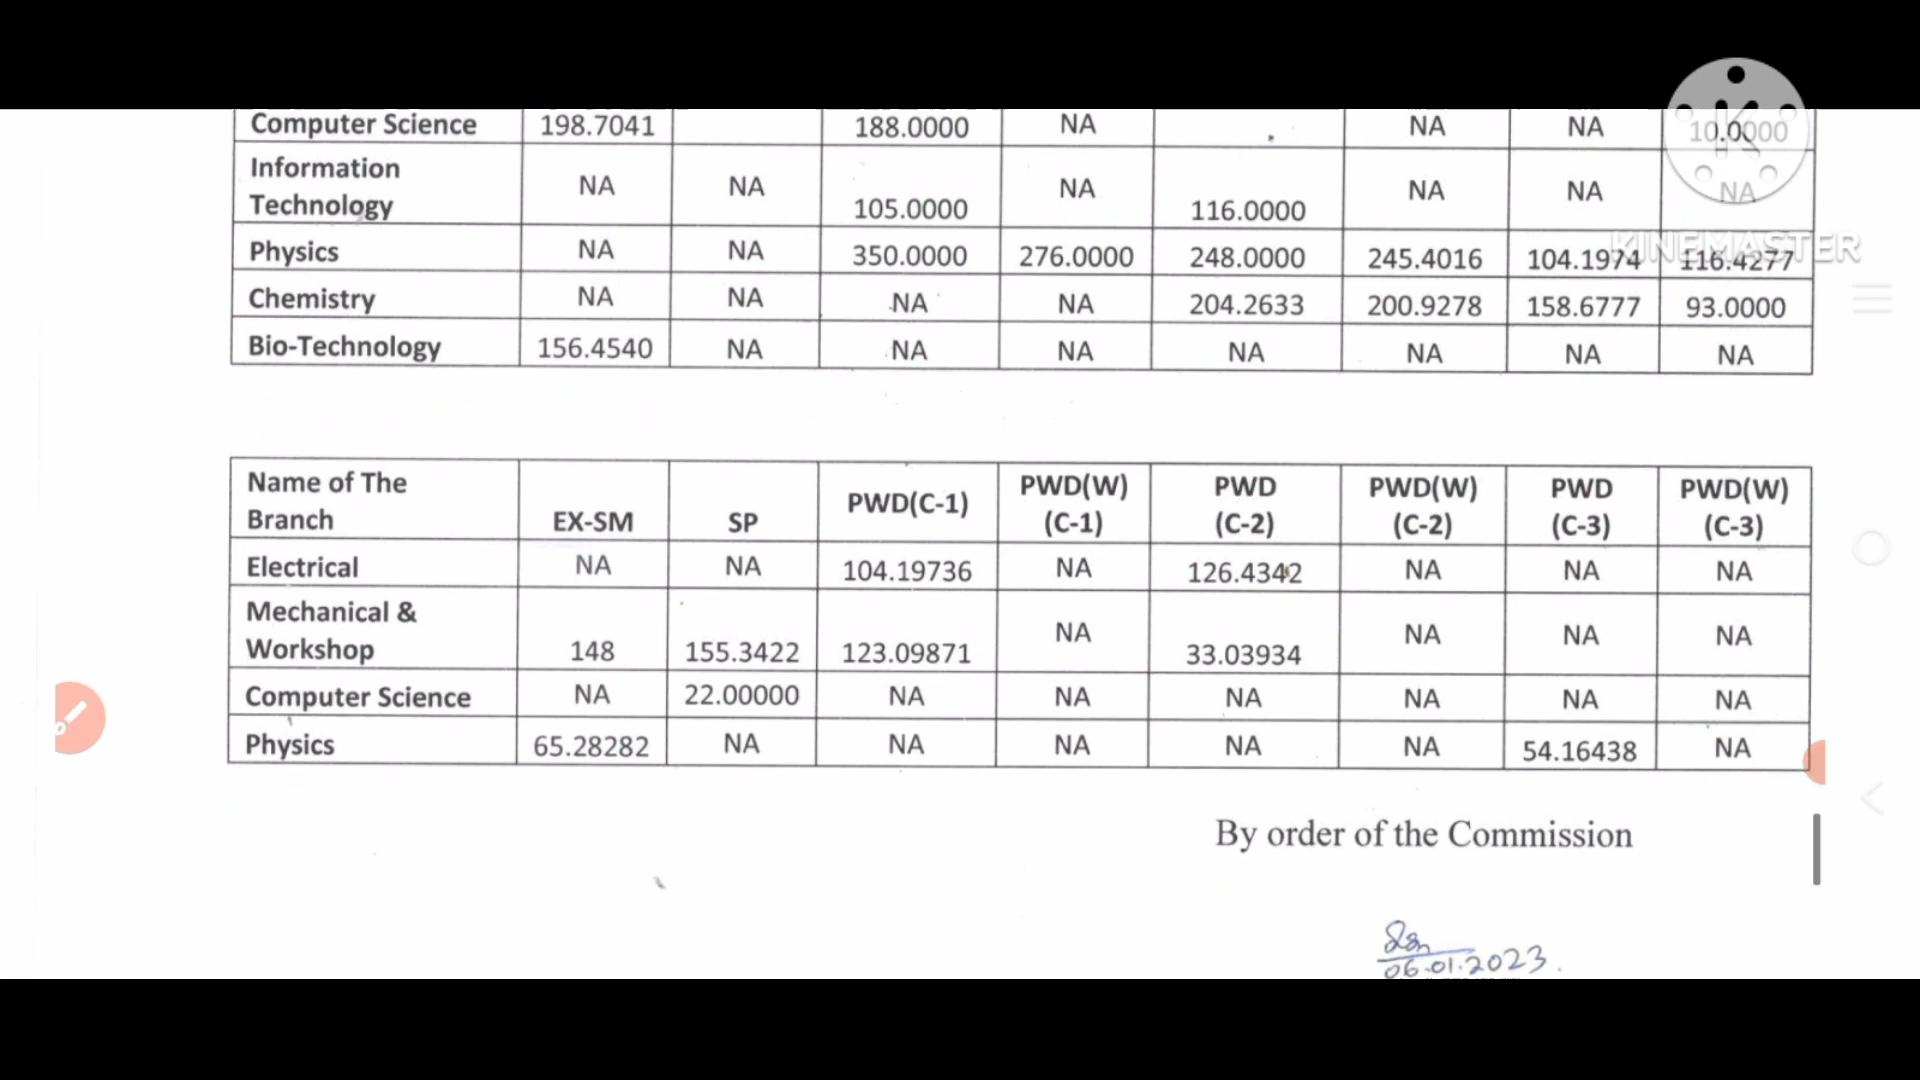 Computer Science 198.7041 188.0000 NA NA NA 10.0000
Information
Technology NA NA 105.0000 NA 116.0000 NA NA NA
Physics NA NA 350.0000 276.0000 248.0000 245.4016 104.1974 116.4277
Chemistry NA NA NA NA 204.2633 200.9278 158.6777 93.0000
Bio-Technology 156.4540 NA NA NA NA NA NA NA
KINEMASTER
Name of The PWD(W) PWD PWD(W) PWD PWD(W)
Branch EX-SM SP PWD(C-1) (C-1) (C-2) (C-2) (C-3) (C-3)
Electrical NA NA 104.19736 NA 126.4342 NA NA NA
Mechanical &
Workshop 148 155.3422 123.09871 NA 33.03934 NA NA NA
Computer Science NA 22.00000 NA NA NA NA NA NA
Physics 65.28282 NA NA NA NA NA 54.16438 NA
By order of the Commission
06.01.2023.